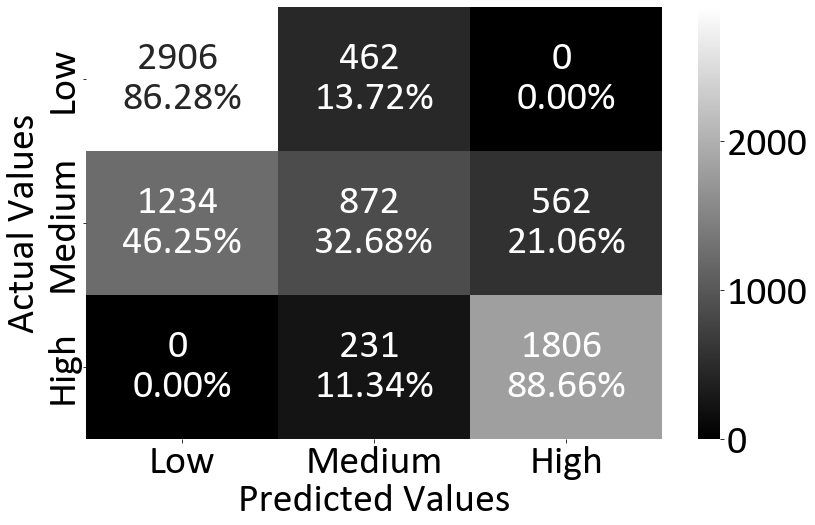 Actual Values
Low
2906
86.28%
462
13.72%
0
0.00%
Medium
1234
46.25%
872
32.68%
562
21.06%
High
0
0.00%
231
11.34%
1806
88.66%
Low
Medium
High
Predicted Values
2000
1000
0